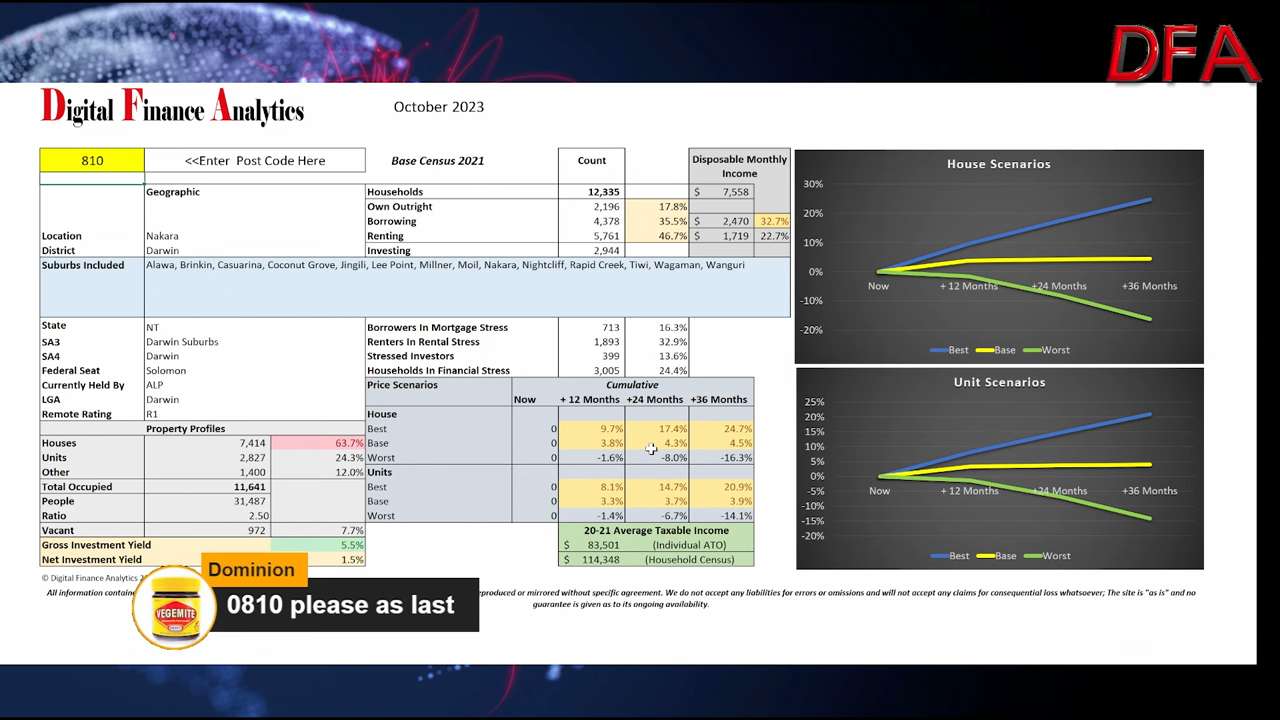 DFA
Digital Finance Analytics
October 2023
810 <<Enter Post Code Here Base Census 2021 Count Disposable Monthly Income
Geographic Households 12,335 $ 7,558
Own Outright 2,196 17.8%
Borrowing 4,378 35.5% $ 2,470 32.7%
Location Nakara Renting 5,761 46.7% $ 1,719 22.7%
District Darwin Investing 2,944
Suburbs Included Alawa, Brinkin, Casuarina, Coconut Grove, Jingili, Lee Point, Millner, Moil, Nakara, Nightcliff, Rapid Creek, Tiwi, Wagaman, Wanguri
State NT Borrowers In Mortgage Stress 713 16.3%
SA3 Darwin Suburbs Renters In Rental Stress 1,893 32.9%
SA4 Darwin Stressed Investors 399 13.6%
Federal Seat Solomon Households In Financial Stress 3,005 24.4%
Currently Held By ALP Price Scenarios Cumulative
LGA Darwin Now + 12 Months +24 Months +36 Months
Remote Rating R1 House
Property Profiles Best 0 9.7% 17.4% 24.7%
Houses 7,414 63.7% Base 0 3.8% 4.3% 4.5%
Units 2,827 24.3% Worst 0 -1.6% -8.0% -16.3%
Other 1,400 12.0% Units
Total Occupied 11,641 Best 0 8.1% 14.7% 20.9%
People 31,487 Base 0 3.3% 3.7% 3.9%
Ratio 2.50 Worst 0 -1.4% -6.7% -14.1%
Vacant 972 7.7% 20-21 Average Taxable Income
Gross Investment Yield 5.5% $ 83,501 (Individual ATO)
Net Investment Yield 1.5% $ 114,348 (Household Census)
House Scenarios
30%
20%
10%
0%
Now + 12 Months +24 Months +36 Months
-10%
-20%
Best Base Worst
Unit Scenarios
25%
20%
15%
10%
5%
0%
-5% Now + 12 Months +24 Months +36 Months
-10%
-15%
-20%
Best Base Worst
© Digital Finance Analytics
All information reproduced or mirrored without specific agreement. We do not accept any liabilities for errors or omissions and will not accept any claims for consequential loss whatsoever; The site is "as is" and no
guarantee is given as to its ongoing availability.
Dominion
VEGEMITE
0810 please as last